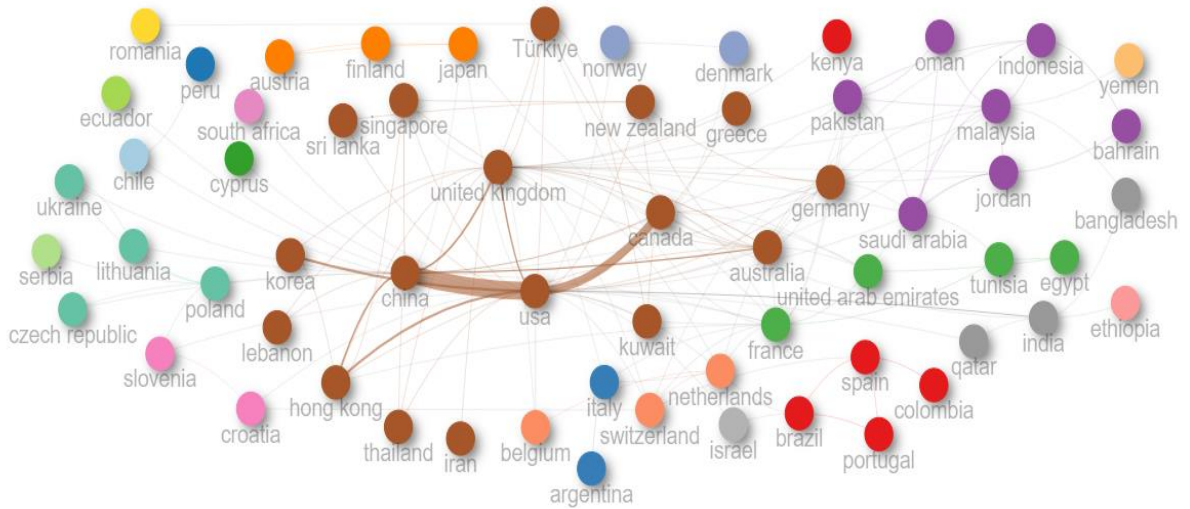 romania
Türkiye
austria
finland
japan
norway
denmark
kenya
oman
indonesia
yemen
peru
ecuador
south africa
sri lanka
singapore
new zealand
greece
pakistan
malaysia
bahrain
chile
cyprus
united kingdom
germany
jordan
bangladesh
ukraine
canada
saudi arabia
serbia
lithuania
korea
china
usa
australia
united arab emirates
tunisia
egypt
czech republic
poland
lebanon
kuwait
france
qatar
india
ethiopia
slovenia
hong kong
italy
netherlands
spain
colombia
croatia
thailand
iran
belgium
switzerland
israel
brazil
portugal
argentina